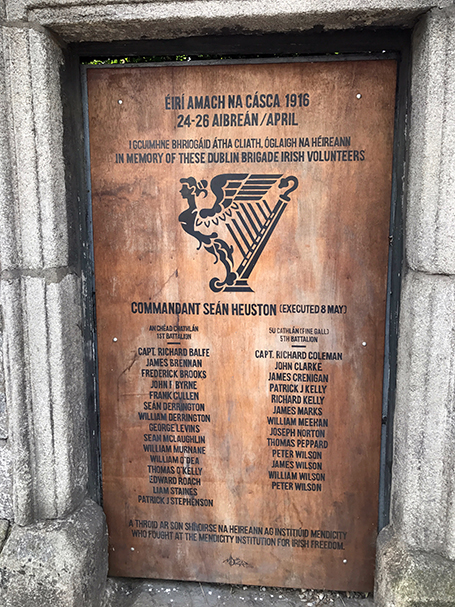 ÉIRÍ AMACH NA CÁSCA, 1916
24-26 AIBREÁN/APRIL
I GCUIMHNE BHRIOGÁID ÁTHA CLIATH, ÓGLAIGH NA HÉIREANN
IN MEMORY OF THESE DUBLIN BRIGADE IRISH VOLUNTEERS
COMMANDANT SEÁN HEUSTON (EXECUTED 8 MAY)
AN CHÉAD CHATHLÁN
1ST BATTALION
CAPT. RICHARD BALFE
JAMES BRENNAN
FREDERICK BROOKS
JOHN F. BYRNE
FRANK CULLEN
SEÁN DERRINGTON
WILLIAM DERRINGTON
GEORGE LEVINS
SEAN MCLAUGHLIN
WILLIAM MURNANE
WILLIAM O'DEA
THOMAS O'KELLY
EDWARD ROACH
LIAM STAINES
PATRICK J STEPHENSON
5Ú CATHLÁN (FINE GALL)
5TH BATTALION
CAPT. RICHARD COLEMAN
JOHN CLARKE
JAMES CRENIGAN
PATRICK J KELLY
RICHARD KELLY
JAMES MARKS
WILLIAM MEEHAN
JOSEPH NORTON
THOMAS PEPPARD
PETER WILSON
JAMES WILSON
WILLIAM WILSON
PETER WILSON
A THROID AR SON SHAOIRSE NA HÉIREANN AG INSTITIÚID MENDICITY
WHO FOUGHT AT THE MENDICITY INSTITUTION FOR IRISH FREEDOM.